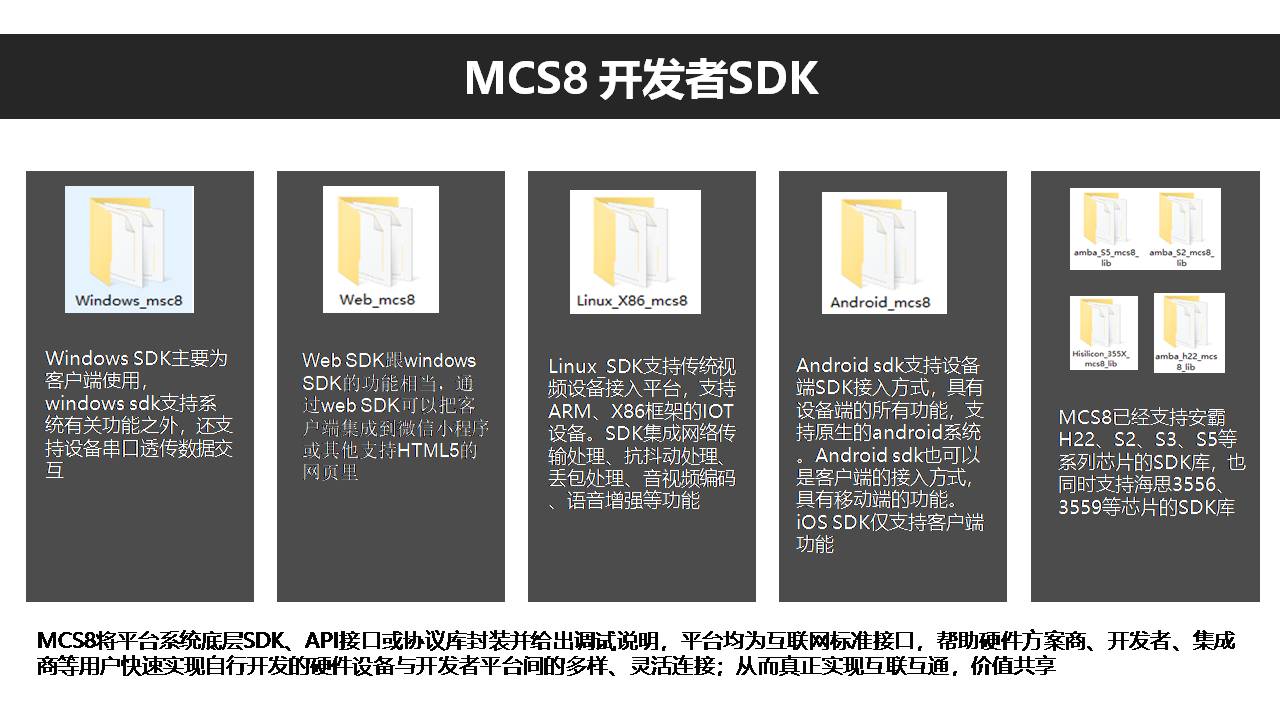 MCS8 开发者SDK
Windows_msc8
Windows SDK主要为
客户端使用，
windows sdk支持系
统有关功能之外，还支
持设备串口透传数据交
互
Web_mcs8
Web SDK跟windows
SDK的功能相当，通
过web SDK可以把客
户端集成到微信小程序
或其他支持HTML5的
网页里
Linux_X86_mcs8
Linux_SDK支持传统视
频设备接入平台，支持
ARM、X86框架的IOT
设备。SDK集成网络传
输处理、抗抖动处理、
丢包处理、音视频编码
、语音增强等功能
Android_mcs8
Android sdk支持设备
端SDK接入方式，具有
设备端的所有功能，支
持原生的android系统
。Android sdk也可以
是客户端的接入方式，
具有移动端的功能。
iOS SDK仅支持客户端
功能
amba_S5_mcs8_
lib
amba_S2_mcs8_
lib
Hisilicon_355X_
mcs8_lib
amba_h22_mcs
8_lib
MCS8已经支持安霸
H22、S2、S3、S5等
系列芯片的SDK库，也
同时支持海思3556、
3559等芯片的SDK库
MCS8将平台系统底层SDK、API接口或协议库封装并给出调试说明，平台均为互联网标准接口，帮助硬件方案商、开发者、集成
商等用户快速实现自行开发的硬件设备与开发者平台间的多样、灵活连接；从而真正实现互联互通，价值共享